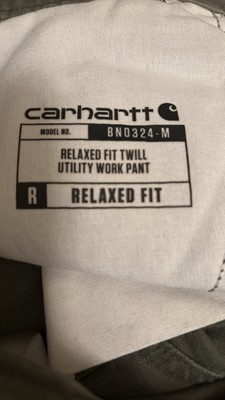 carhartt
MODEL NO. BN0324-M
RELAXED FIT TWILL
UTILITY WORK PANT
R RELAXED FIT